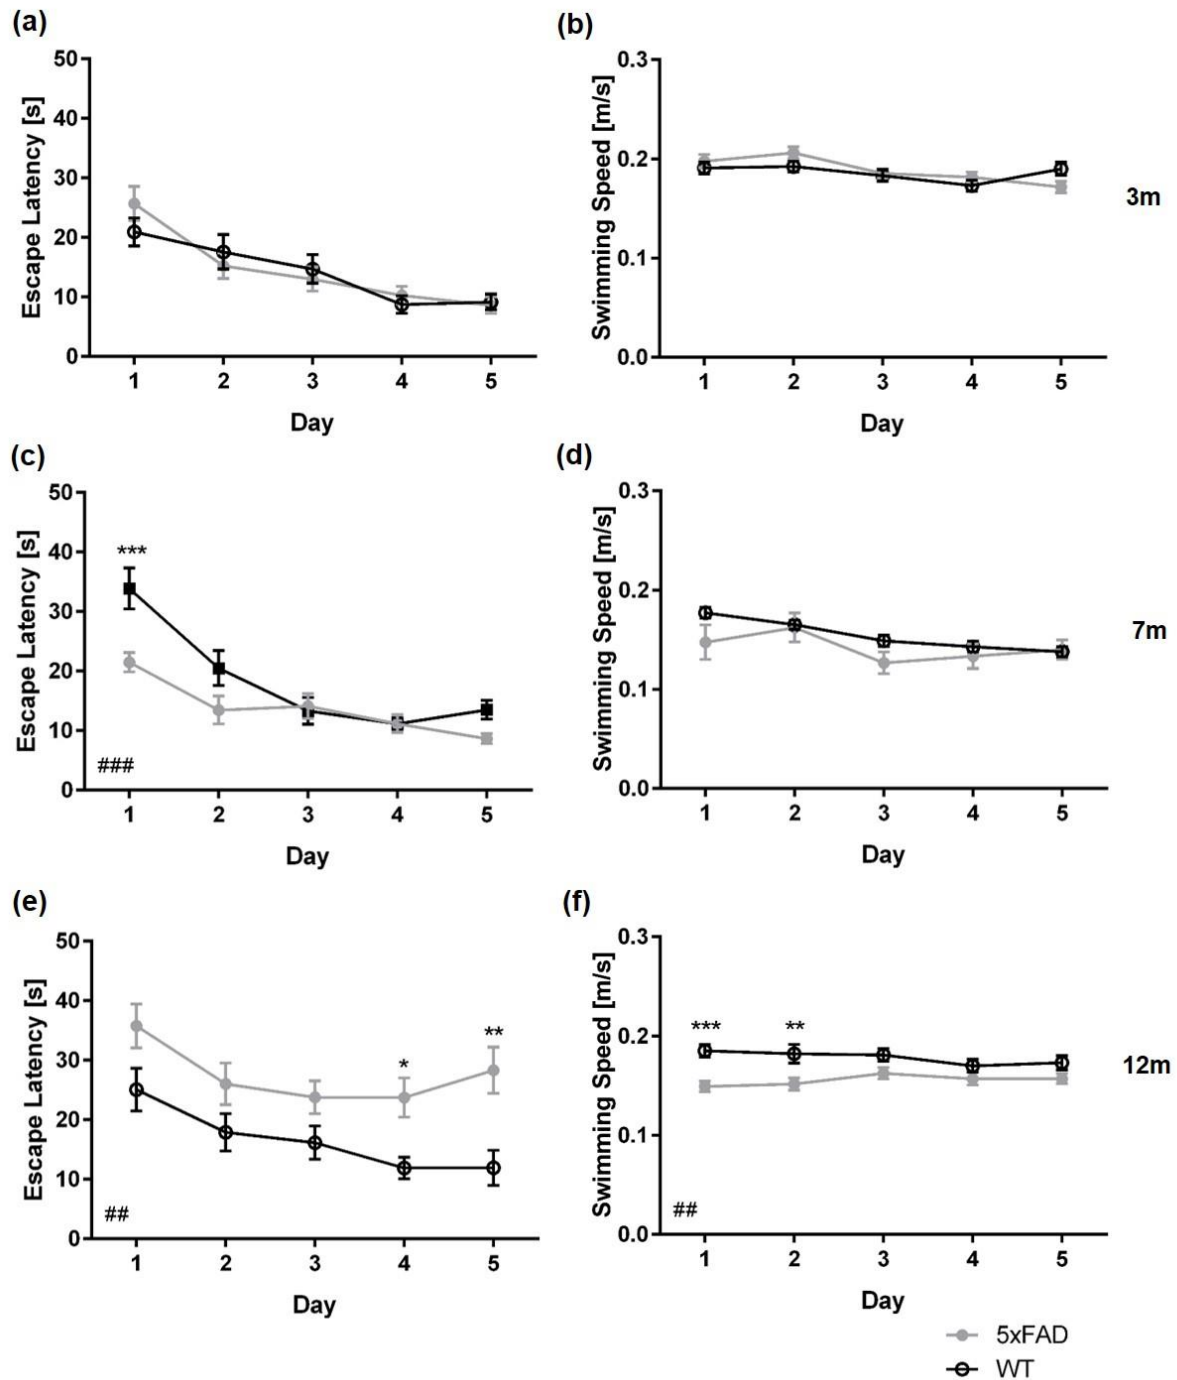 (a)
50
40
30
20
10
0
Escape Latency [s]
1 2 3 4 5
Day
(b)
0.3
0.2
0.1
0.0
Swimming Speed [m/s]
1 2 3 4 5
Day
3m
(c)
50
40
30
20
10
0
Escape Latency [s]
***
###
1 2 3 4 5
Day
(d)
0.3
0.2
0.1
0.0
Swimming Speed [m/s]
1 2 3 4 5
Day
7m
(e)
50
40
30
20
10
0
Escape Latency [s]
**
*
##
1 2 3 4 5
Day
(f)
0.3
0.2
0.1
0.0
Swimming Speed [m/s]
*** **
##
1 2 3 4 5
Day
12m
5xFAD
WT